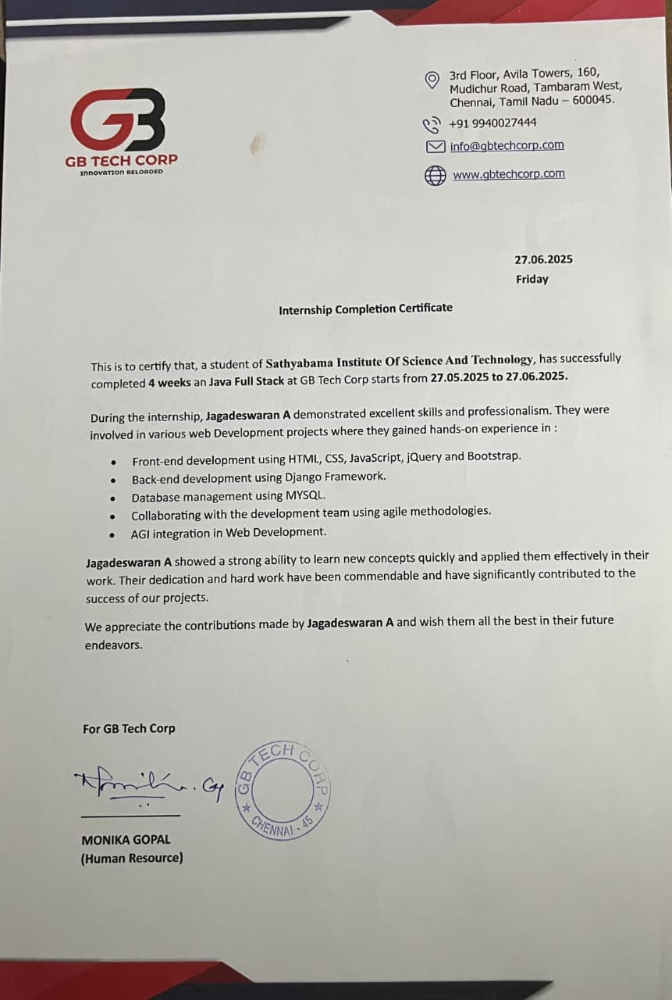 GB
GB TECH CORP
INNOVATION RELOADED
3rd Floor, Avila Towers, 160,
Mudichur Road, Tambaram West,
Chennai, Tamil Nadu – 600045.
+91 9940027444
info@gbtechcorp.com
www.gbtechcorp.com
27.06.2025
Friday
Internship Completion Certificate
This is to certify that, a student of Sathyabama Institute Of Science And Technology, has successfully
completed 4 weeks an Java Full Stack at GB Tech Corp starts from 27.05.2025 to 27.06.2025.
During the internship, Jagadeswaran A demonstrated excellent skills and professionalism. They were
involved in various web Development projects where they gained hands-on experience in :
• Front-end development using HTML, CSS, JavaScript, jQuery and Bootstrap.
• Back-end development using Django Framework.
• Database management using MYSQL.
• Collaborating with the development team using agile methodologies.
• AGI integration in Web Development.
Jagadeswaran A showed a strong ability to learn new concepts quickly and applied them effectively in their
work. Their dedication and hard work have been commendable and have significantly contributed to the
success of our projects.
We appreciate the contributions made by Jagadeswaran A and wish them all the best in their future
endeavors.
For GB Tech Corp
GB TECH CORP
★ CHENNAI - 45 ★
MONIKA GOPAL
(Human Resource)